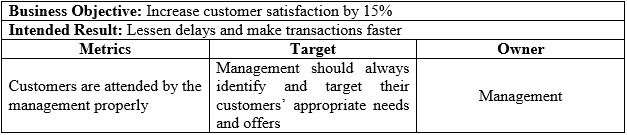 Business Objective: Increase customer satisfaction by 15%
Intended Result: Lessen delays and make transactions faster
Metrics Target Owner
Customers are attended by the
management properly
Management should always
identify and target their
customers’ appropriate needs
and offers
Management